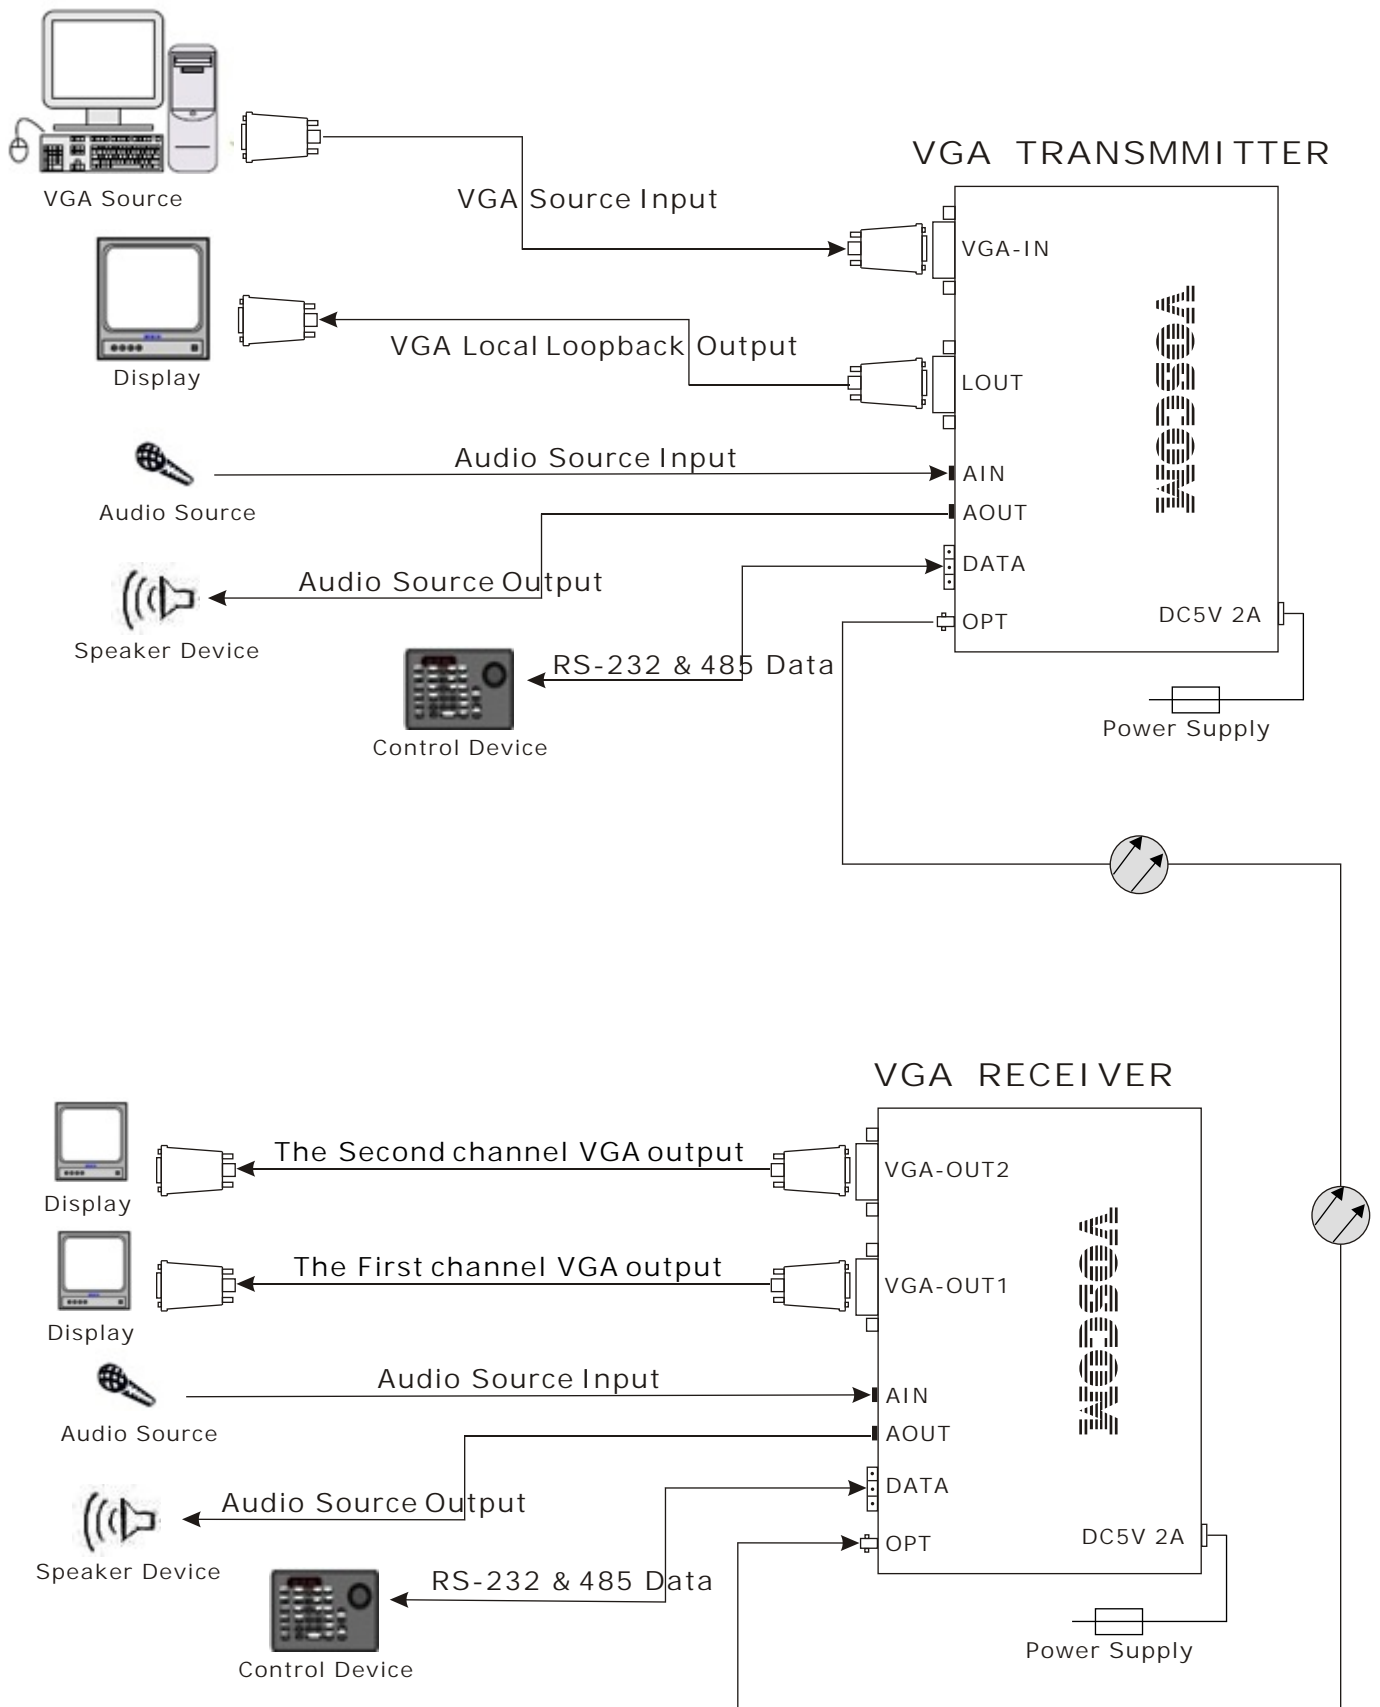 VGA TRANSMMITTER
VGA Source
VGA Source Input
VGA-IN
VOSCOM
VGA Local Loopback Output
Display
LOUT
Audio Source Input
AIN
Audio Source
AOUT
DATA
Audio Source Output
OPT
DC5V 2A
Speaker Device
RS-232 & 485 Data
Control Device
Power Supply
VGA RECEIVER
The Second channel VGA output
VGA-OUT2
Display
VOSCOM
The First channel VGA output
VGA-OUT1
Display
Audio Source Input
AIN
Audio Source
AOUT
DATA
Audio Source Output
OPT
DC5V 2A
Speaker Device
RS-232 & 485 Data
Control Device
Power Supply